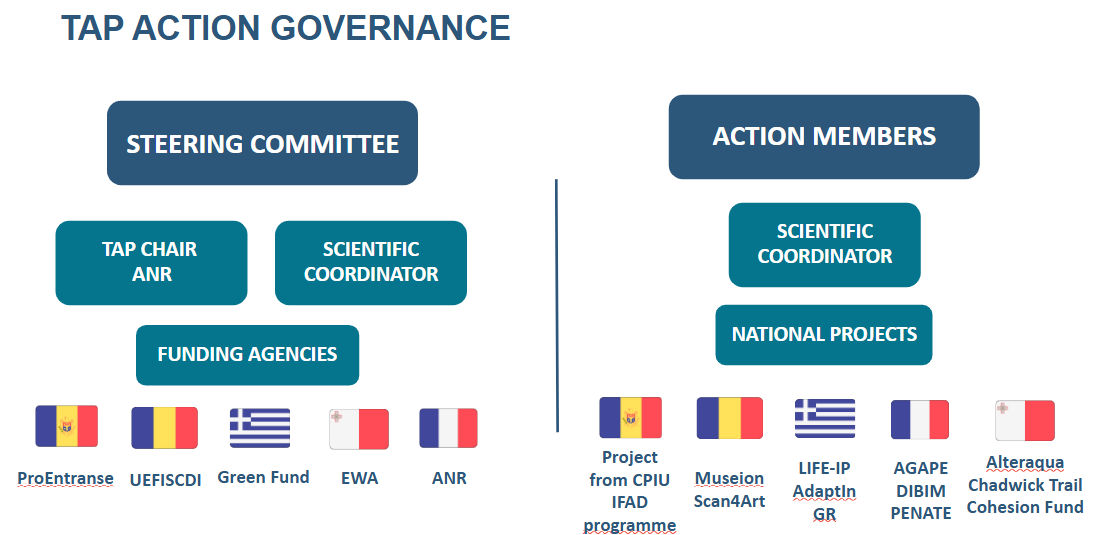 TAP ACTION GOVERNANCE
STEERING COMMITTEE
TAP CHAIR
ANR
SCIENTIFIC
COORDINATOR
FUNDING AGENCIES
ProEntranse
UEFISCDI
Green Fund
EWA
ANR
ACTION MEMBERS
SCIENTIFIC
COORDINATOR
NATIONAL PROJECTS
Project
from CPIU
IFAD
programme
Museion
Scan4Art
LIFE-IP
AdaptIn
GR
AGAPE
DIBIM
PENATE
Alteraqua
Chadwick Trail
Cohesion Fund